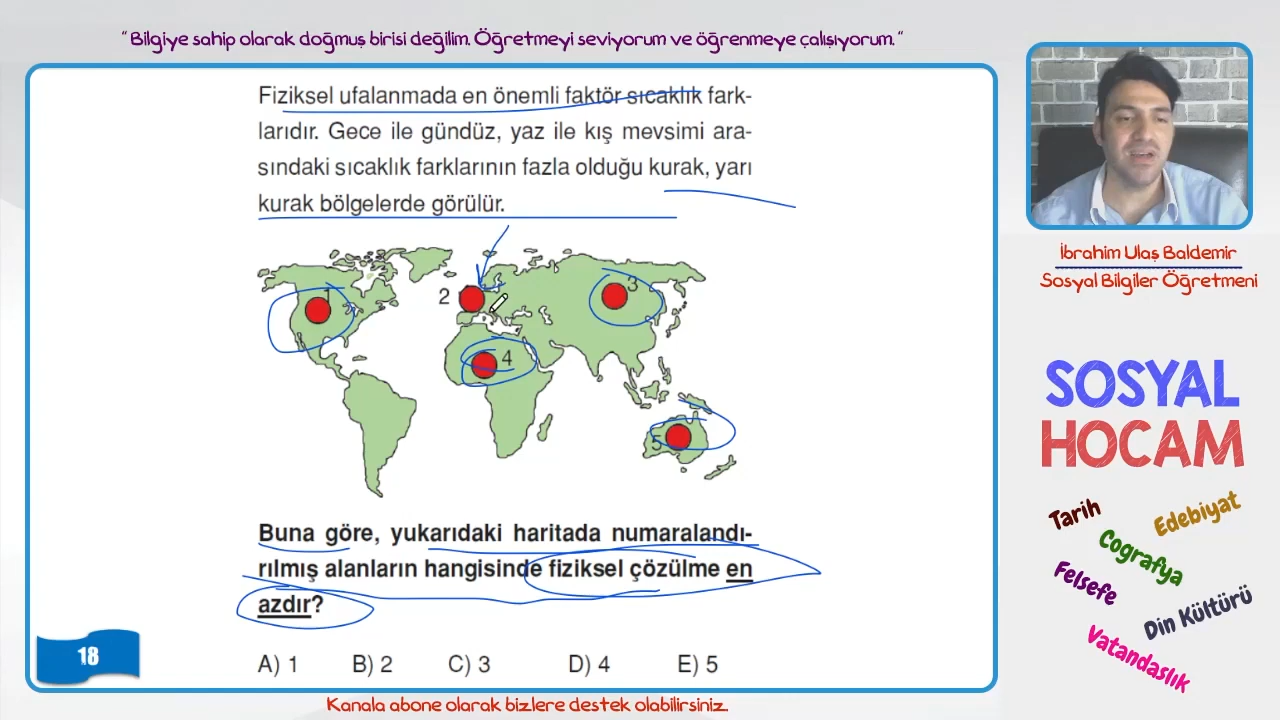 “ Bilgiye sahip olarak doğmuş birisi değilim. Öğretmeyi seviyorum ve öğrenmeye çalışıyorum. “
Fiziksel ufalanmada en önemli faktör sıcaklık fark-
larıdır. Gece ile gündüz, yaz ile kış mevsimi ara-
sındaki sıcaklık farklarının fazla olduğu kurak, yarı
kurak bölgelerde görülür.
1
2
3
4
5
Buna göre, yukarıdaki haritada numaralandı-
rılmış alanların hangisinde fiziksel çözülme en
azdır?
A) 1 B) 2 C) 3 D) 4 E) 5
18
İbrahim Ulaş Baldemir
Sosyal Bilgiler Öğretmeni
SOSYAL
HOCAM
Tarih
Edebiyat
Coğrafya
Felsefe
Din Kültürü
Vatandaslık
Kanala abone olarak bizlere destek olabilirsiniz.